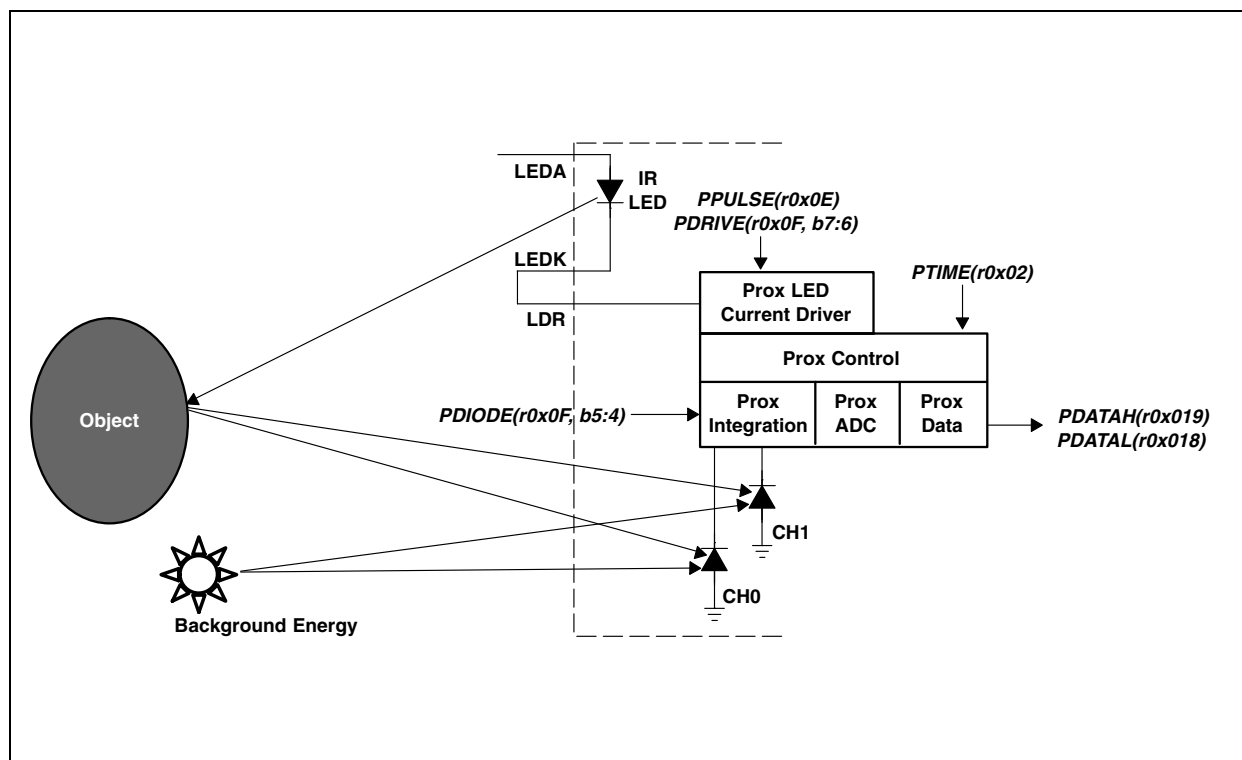 LEDA
IR
LED
PPULSE(r0x0E)
PDRIVE(r0x0F, b7:6)
LEDK
PTIME(r0x02)
LDR
Prox LED
Current Driver
Prox Control
Object
PDIODE(r0x0F, b5:4)
Prox
Integration
Prox
ADC
Prox
Data
PDATAH(r0x019)
PDATAL(r0x018)
CH1
CH0
Background Energy